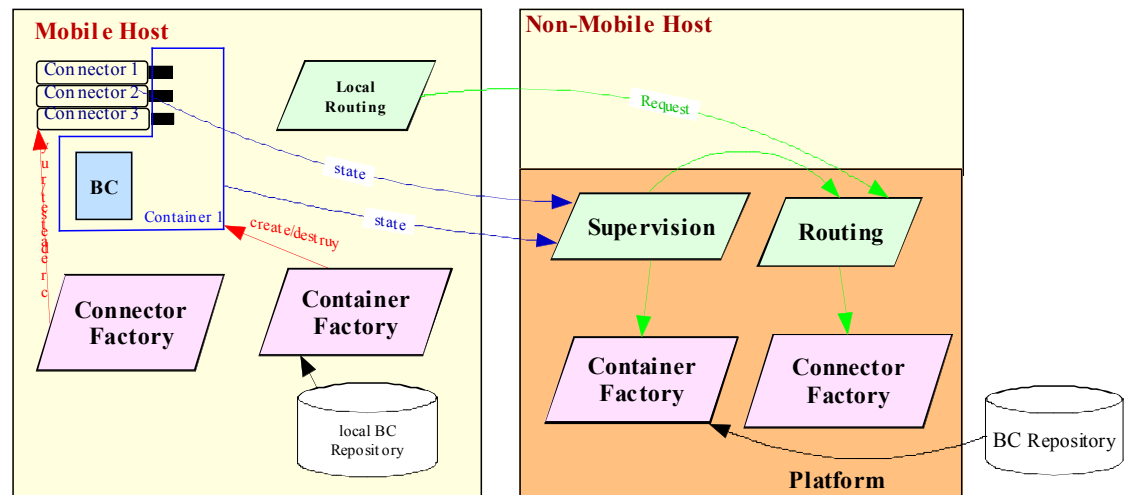 Mobile Host
Connector 1
Connector 2
Connector 3
BC
Container 1
Local
Routing
state
state
create/destruy
Connector
Factory
Container
Factory
local BC
Repository
Non-Mobile Host
Request
Supervision
Routing
Container
Factory
Connector
Factory
Platform
BC Repository